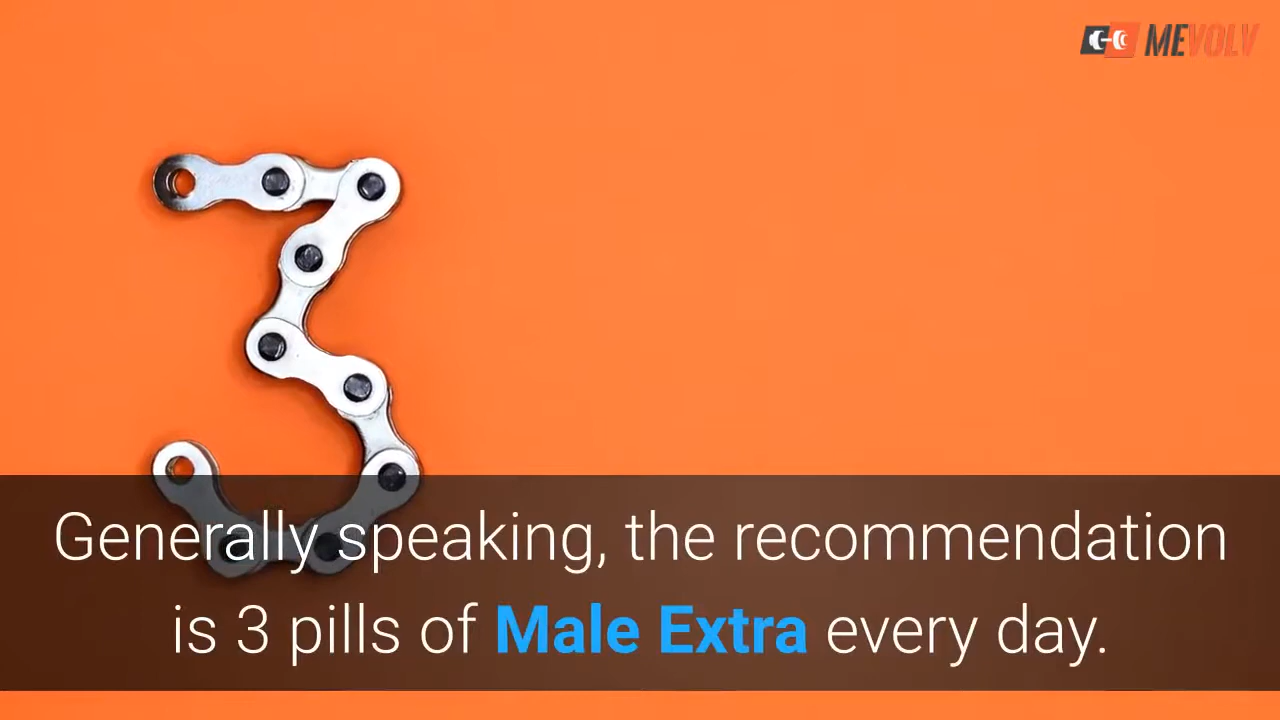 MEVOLV
Generally speaking, the recommendation
is 3 pills of Male Extra every day.